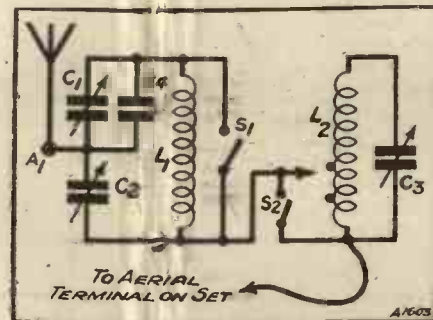 C1
4
S1
L1
L2
A1
C2
S2
C3
TO AERIAL
TERMINAL ON SET
A1603